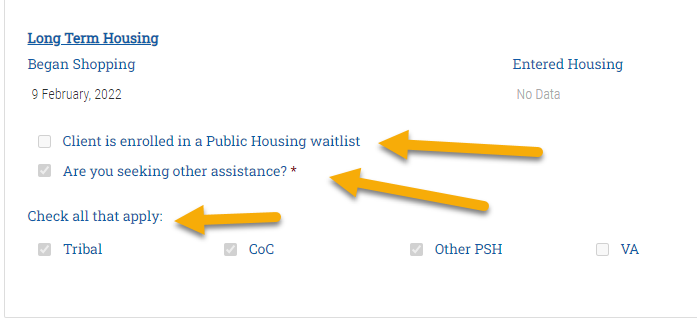 Long Term Housing
Began Shopping Entered Housing
9 February, 2022 No Data
Client is enrolled in a Public Housing waitlist
Are you seeking other assistance? *
Check all that apply:
Tribal CoC Other PSH VA